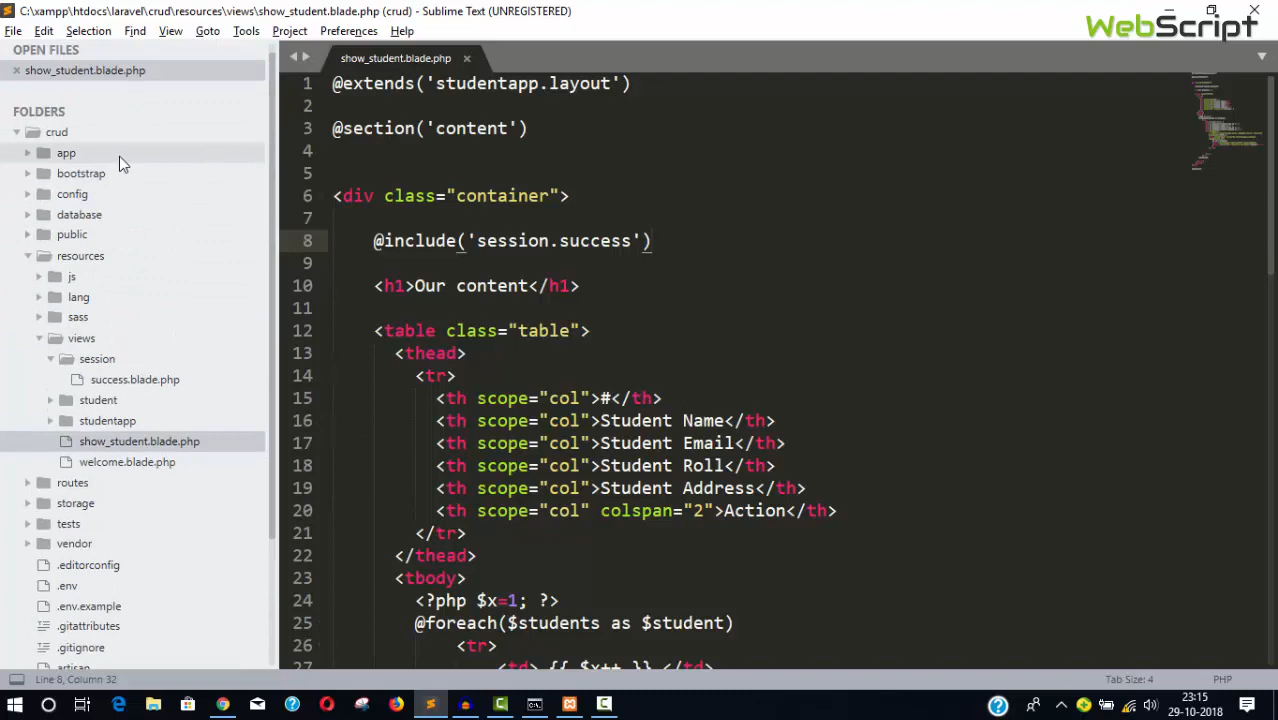 C:\xampp\htdocs\laravel\crud\resources\views\show_student.blade.php (crud) - Sublime Text (UNREGISTERED)
WebScript
File Edit Selection Find View Goto Tools Project Preferences Help
OPEN FILES
show_student.blade.php
FOLDERS
crud
app
bootstrap
config
database
public
resources
js
lang
sass
views
session
success.blade.php
student
studentapp
show_student.blade.php
welcome.blade.php
routes
storage
tests
vendor
.editorconfig
.env
.env.example
.gitattributes
.gitignore
artisan
show_student.blade.php
1 @extends('studentapp.layout')
2
3 @section('content')
4
5
6 <div class="container">
7
8 @include('session.success')
9
10 <h1>Our content</h1>
11
12 <table class="table">
13 <thead>
14 <tr>
15 <th scope="col">#</th>
16 <th scope="col">Student Name</th>
17 <th scope="col">Student Email</th>
18 <th scope="col">Student Roll</th>
19 <th scope="col">Student Address</th>
20 <th scope="col" colspan="2">Action</th>
21 </tr>
22 </thead>
23 <tbody>
24 <?php $x=1; ?>
25 @foreach($students as $student)
26 <tr>
27 <td> {{ $x++ }} </td>
Line 8, Column 32
Tab Size: 4
PHP
23:15
29-10-2018